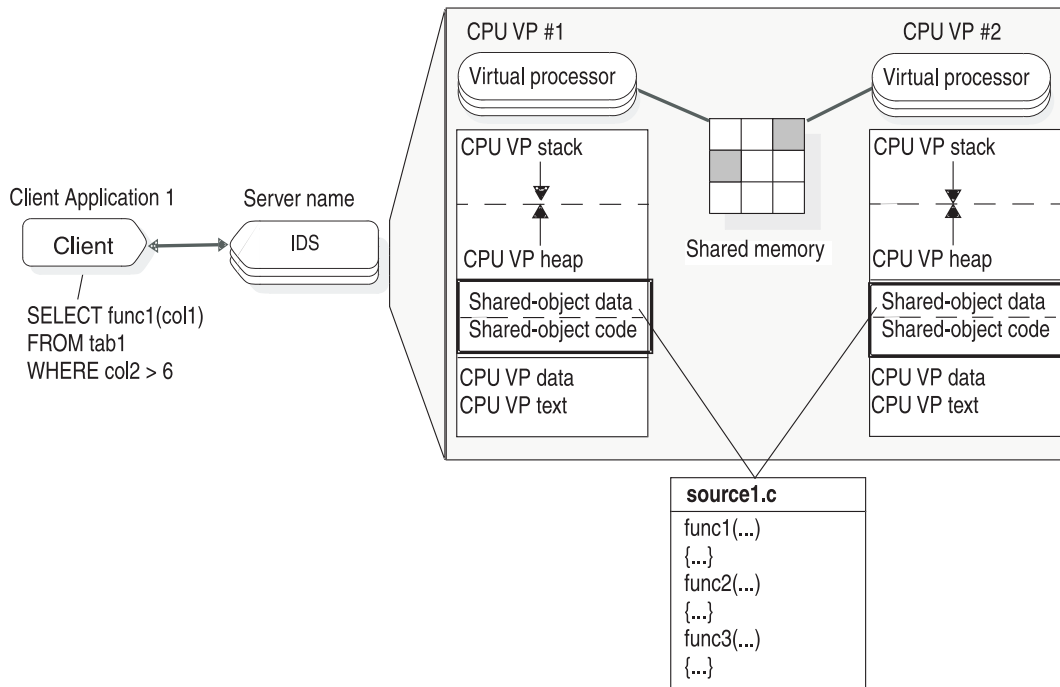 CPU VP #1
CPU VP #2
Virtual processor
Virtual processor
CPU VP stack
CPU VP stack
Client Application 1
Server name
Client
IDS
Shared memory
CPU VP heap
CPU VP heap
SELECT func1(col1)
FROM tab1
WHERE col2 > 6
Shared-object data
Shared-object code
Shared-object data
Shared-object code
CPU VP data
CPU VP text
CPU VP data
CPU VP text
source1.c
func1(...)
{...}
func2(...)
{...}
func3(...)
{...}